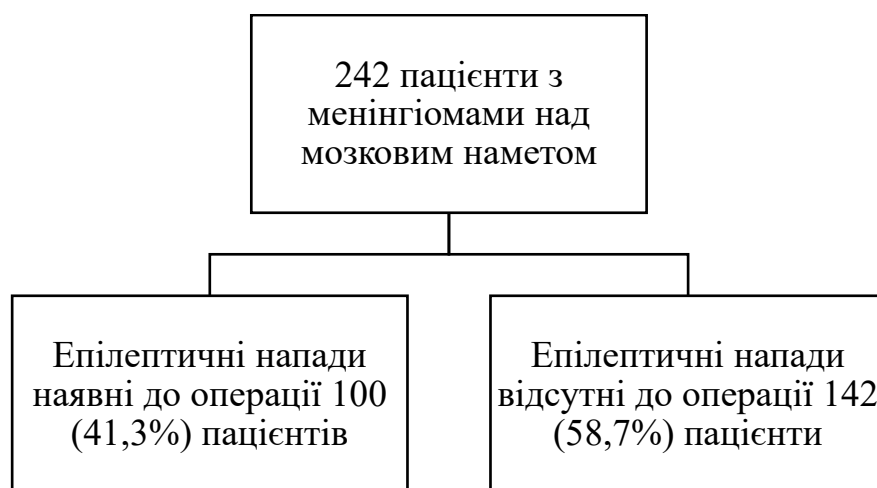 242 пацієнти з
менінгіомами над
мозковим наметом
Епілептичні напади
наявні до операції 100
(41,3%) пацієнтів
Епілептичні напади
відсутні до операції 142
(58,7%) пацієнти